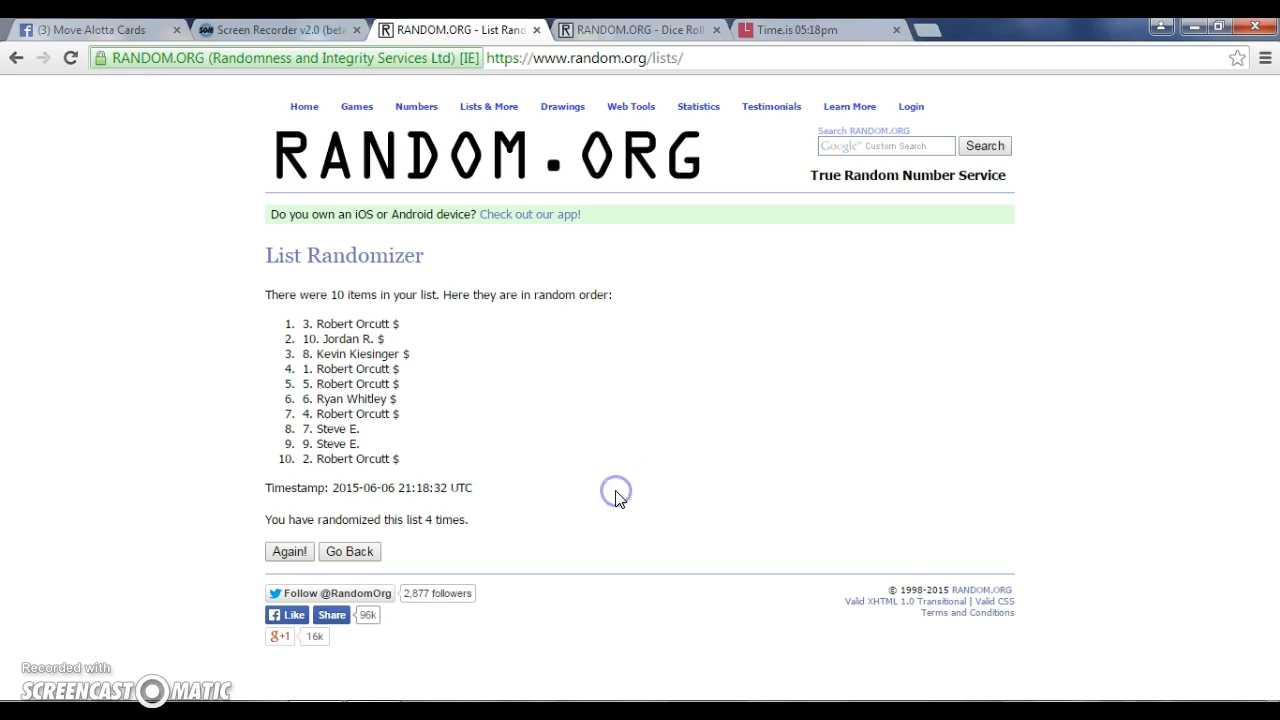 (3) Move Alotta Cards
Screen Recorder v2.0 (bet
RANDOM.ORG - List Ran
RANDOM.ORG - Dice Roll
Time.is 05:18pm
RANDOM.ORG (Randomness and Integrity Services Ltd) [IE] https://www.random.org/lists/
Home Games Numbers Lists & More Drawings Web Tools Statistics Testimonials Learn More Login
RANDOM.ORG
Search RANDOM.ORG
Google™ Custom Search Search
True Random Number Service
Do you own an iOS or Android device? Check out our app!
List Randomizer
There were 10 items in your list. Here they are in random order:
1. 3. Robert Orcutt $
2. 10. Jordan R. $
3. 8. Kevin Kiesinger $
4. 1. Robert Orcutt $
5. 5. Robert Orcutt $
6. 6. Ryan Whitley $
7. 4. Robert Orcutt $
8. 7. Steve E.
9. 9. Steve E.
10. 2. Robert Orcutt $
Timestamp: 2015-06-06 21:18:32 UTC
You have randomized this list 4 times.
Again! Go Back
Follow @RandomOrg 2,877 followers
Like Share 96k
g+1 16k
© 1998-2015 RANDOM.ORG
Valid XHTML 1.0 Transitional | Valid CSS
Terms and Conditions
Recorded with
SCREENCAST-O-MATIC